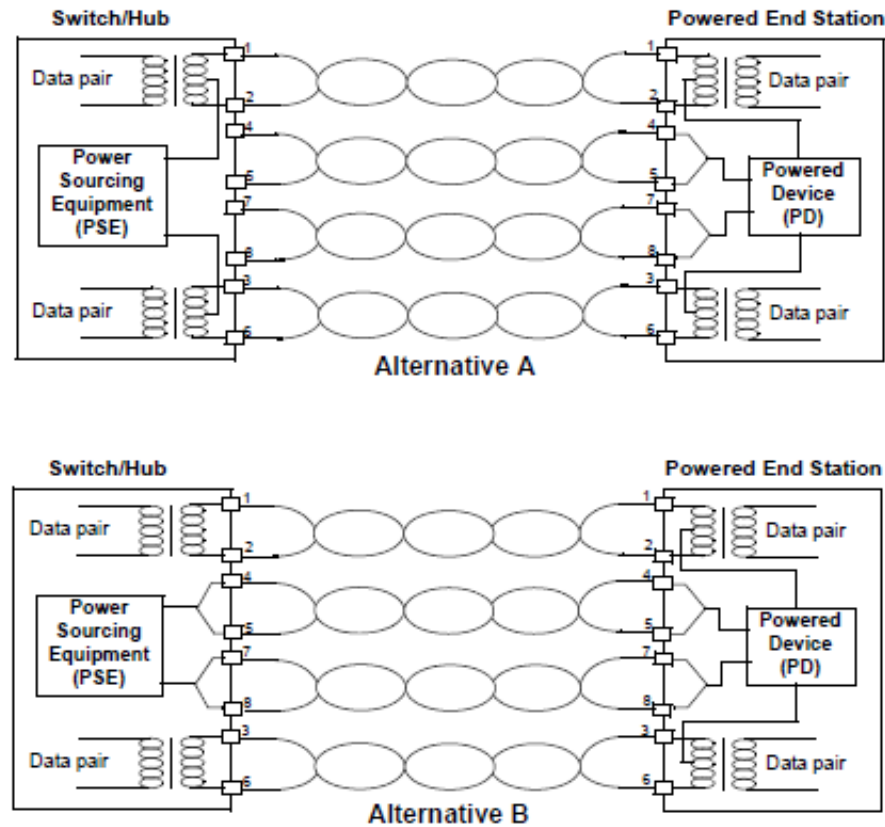 Switch/Hub
Powered End Station
1
1
Data pair
Data pair
2
2
4
4
Power
Sourcing
Equipment
(PSE)
Powered
Device
(PD)
5
5
7
7
8
8
3
3
Data pair
Data pair
6
6
Alternative A
Switch/Hub
Powered End Station
1
1
Data pair
Data pair
2
2
4
4
Power
Sourcing
Equipment
(PSE)
Powered
Device
(PD)
5
5
7
7
8
8
3
3
Data pair
Data pair
6
6
Alternative B